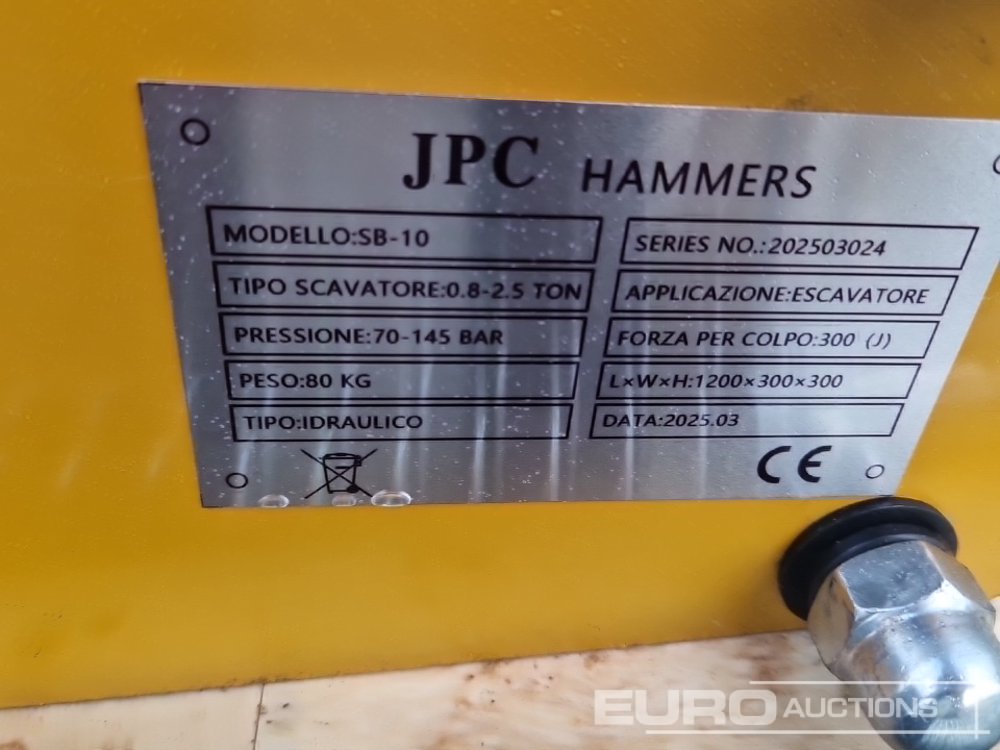 JPC HAMMERS
MODELLO:SB-10
SERIES NO.:202503024
TIPO SCAVATORE:0.8-2.5 TON
APPLICAZIONE:ESCAVATORE
PRESSIONE:70-145 BAR
FORZA PER COLPO:300 (J)
PESO:80 KG
L×W×H:1200×300×300
TIPO:IDRAULICO
DATA:2025.03
CE
EURO AUCTIONS